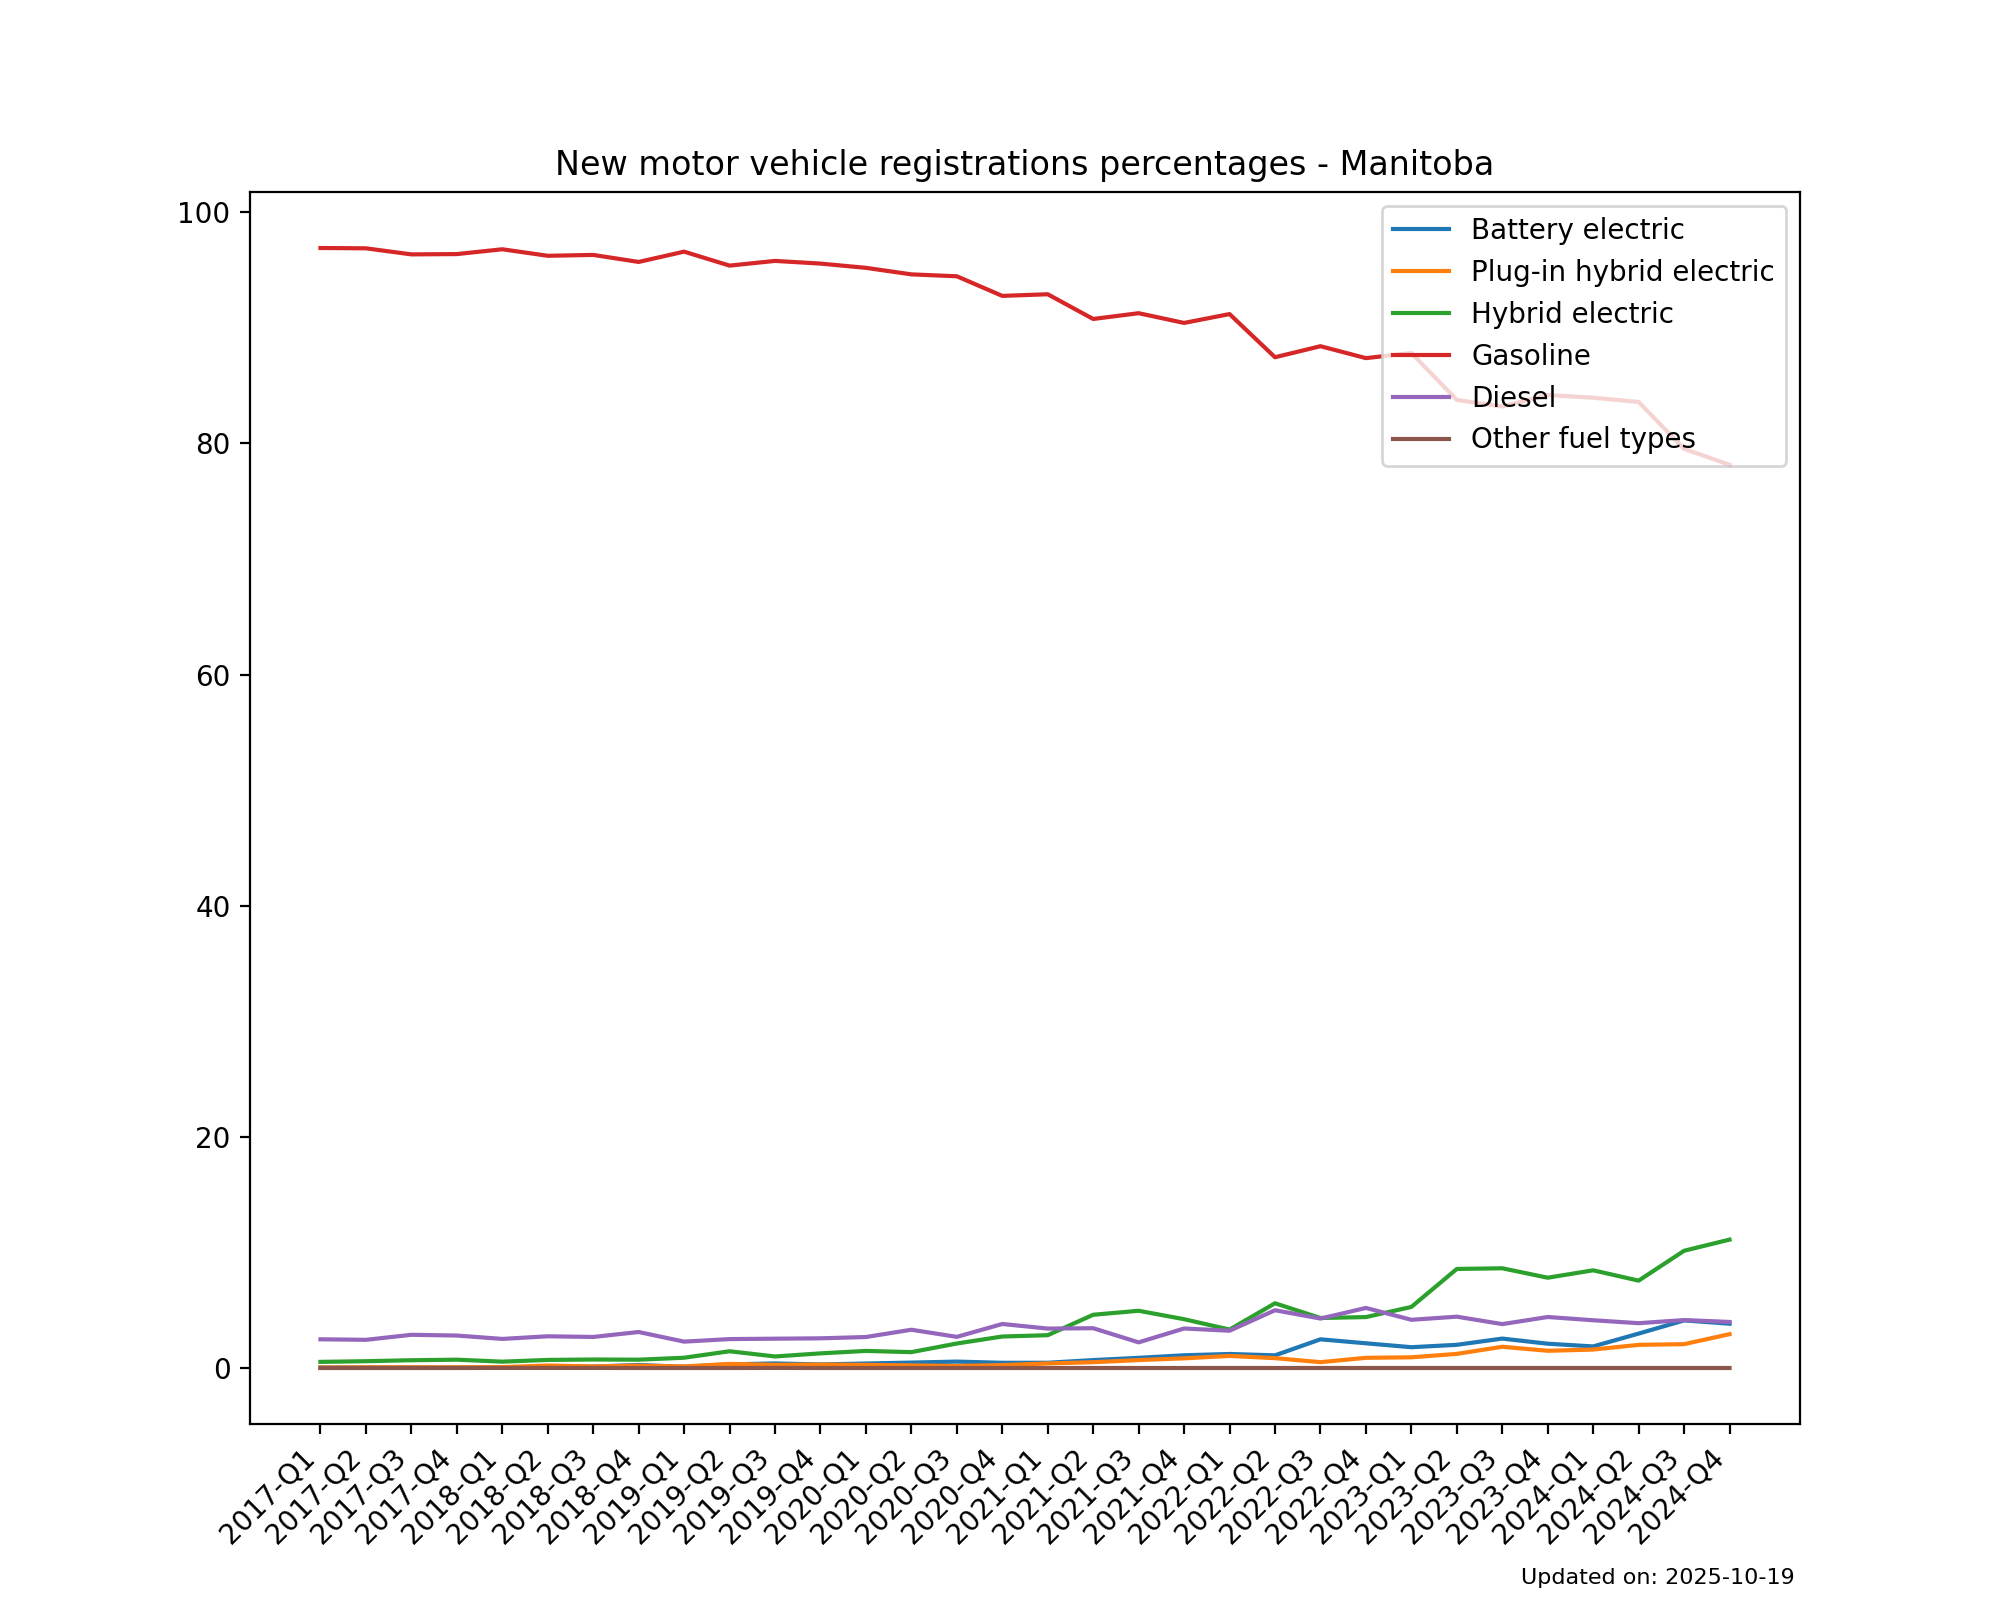 New motor vehicle registrations percentages - Manitoba
100
80
60
40
20
0
Battery electric
Plug-in hybrid electric
Hybrid electric
Gasoline
Diesel
Other fuel types
2017-Q1
2017-Q2
2017-Q3
2017-Q4
2018-Q1
2018-Q2
2018-Q3
2018-Q4
2019-Q1
2019-Q2
2019-Q3
2019-Q4
2020-Q1
2020-Q2
2020-Q3
2020-Q4
2021-Q1
2021-Q2
2021-Q3
2021-Q4
2022-Q1
2022-Q2
2022-Q3
2022-Q4
2023-Q1
2023-Q2
2023-Q3
2023-Q4
2024-Q1
2024-Q2
2024-Q3
2024-Q4
Updated on: 2025-10-19